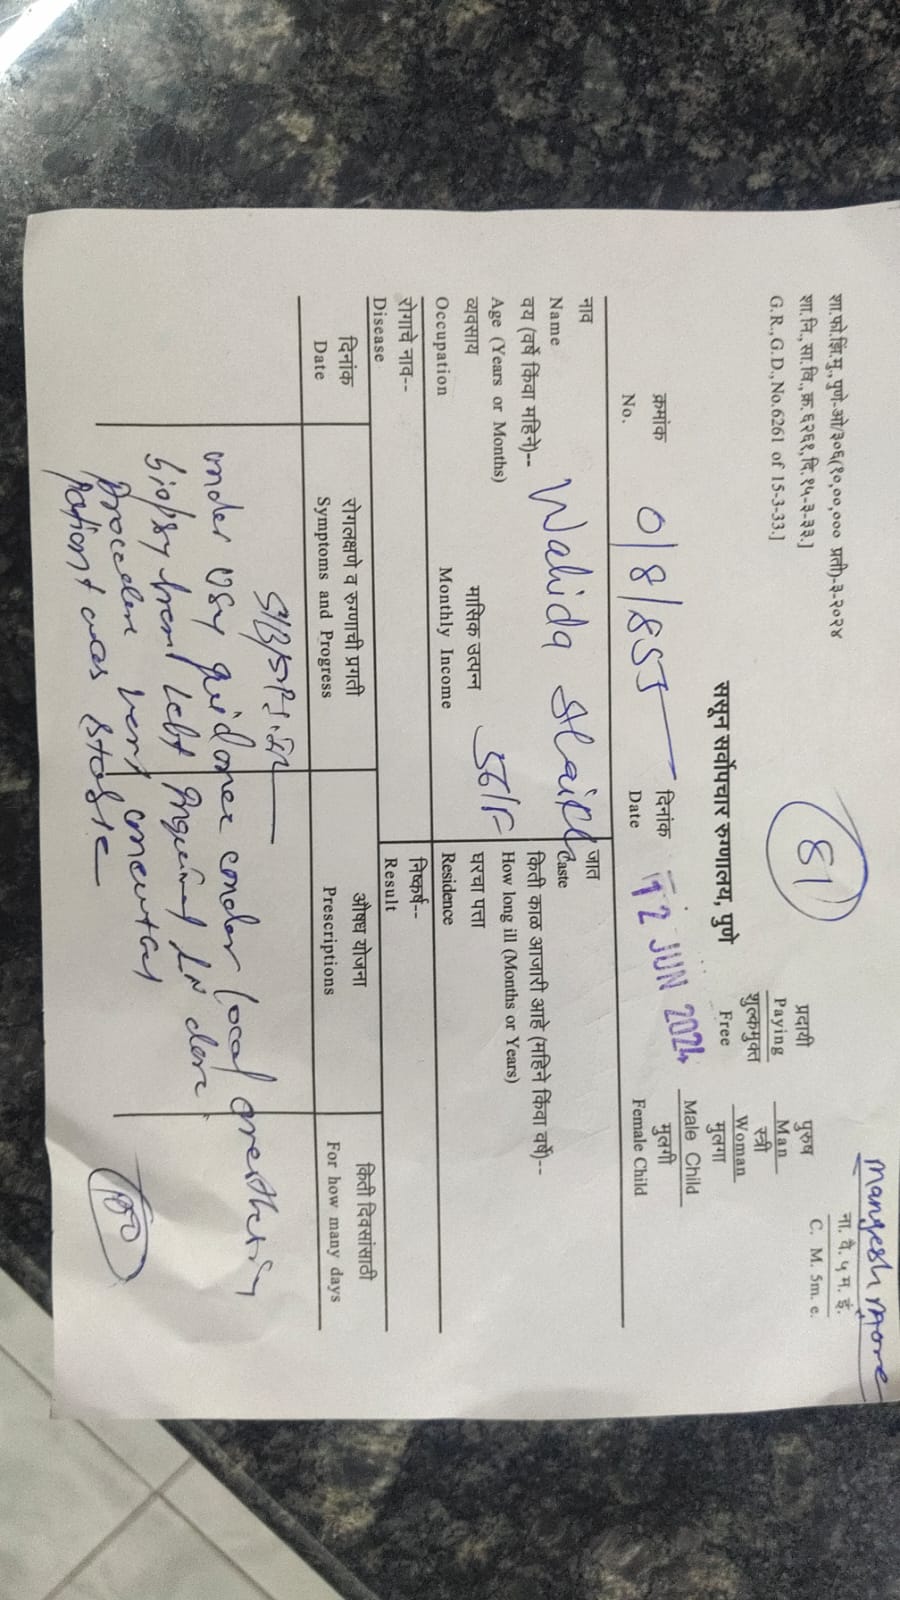 शा.फो.झिं.मु., पुणे-ओ/३०६(१०,००,००० प्रती)-३-२०२४
शा.नि.,सा.वि.,क्र.६२६१,दि.१५-३-३३.]
G.R.,G.D.,No.6261 of 15-3-33.]
Mangesh More
ना. वै. ५ म. इं.
C. M. 5m. e.
81
प्रदायी
Paying
शुल्कमुक्त
Free
पुरुष
Man
स्त्री
Woman
मुलगा
Male Child
मुलगी
Female Child
ससून सर्वोपचार रुग्णालय, पुणे
क्रमांक 0/8/855 दिनांक 12 JUN 2024
No. Date
नाव जात
Name Wahida Shaikh Caste
वय (वर्षे किंवा महिने)-- किती काळ आजारी आहे (महिने किंवा वर्षे)--
Age (Years or Months) 56/F How long ill (Months or Years)
व्यवसाय मासिक उत्पन्न घरचा पत्ता
Occupation Monthly Income Residence
रोगाचे नाव-- निष्कर्ष--
Disease Result
दिनांक रोगलक्षणे व रुग्णाची प्रगती औषध योजना किती दिवसांसाठी
Date Symptoms and Progress Prescriptions For how many days
under USG guidance under local
biopsy from left inguinal LN done
Procedure went
Patient was stable